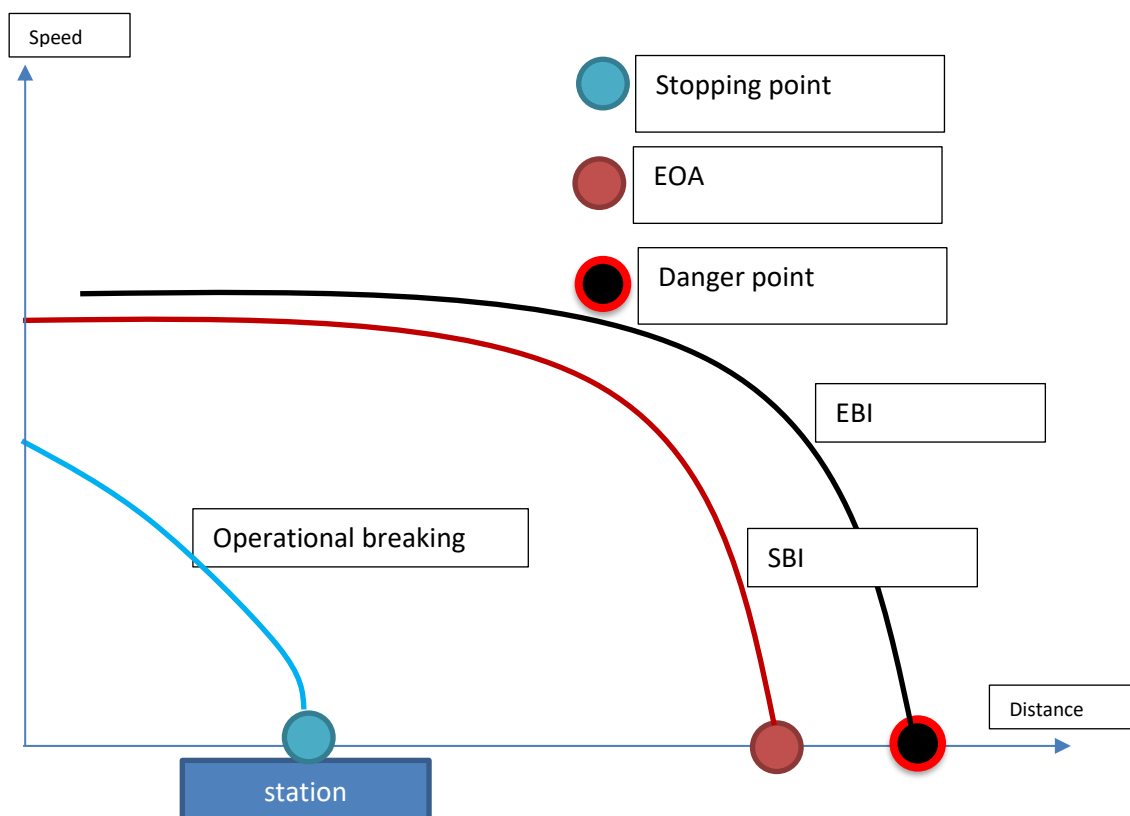 Speed
Stopping point
EOA
Danger point
EBI
Operational breaking
SBI
Distance
station